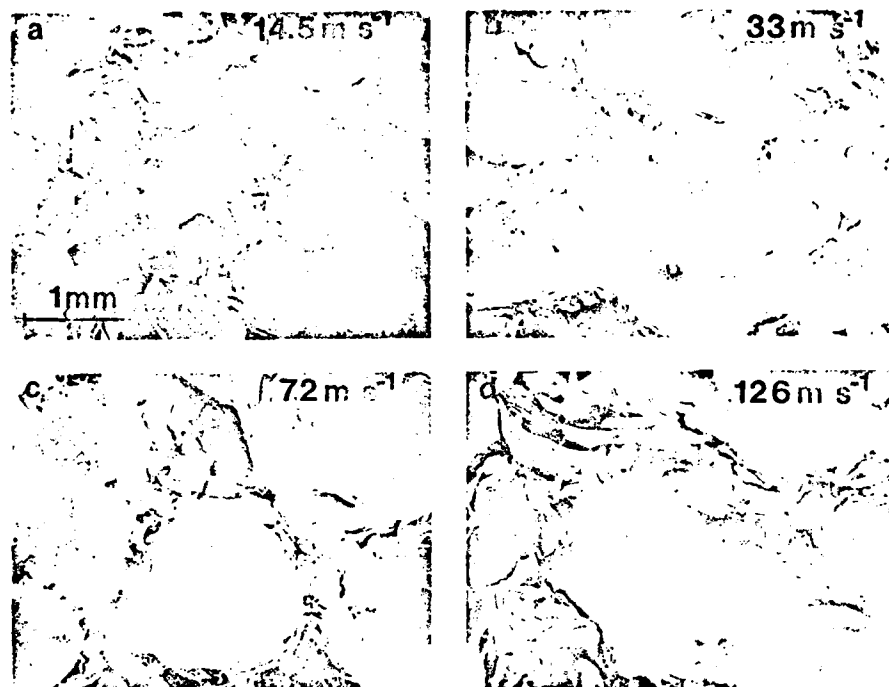 a 14.5 m s⁻¹
b 33 m s⁻¹
1mm
c 72 m s⁻¹
d 126 m s⁻¹